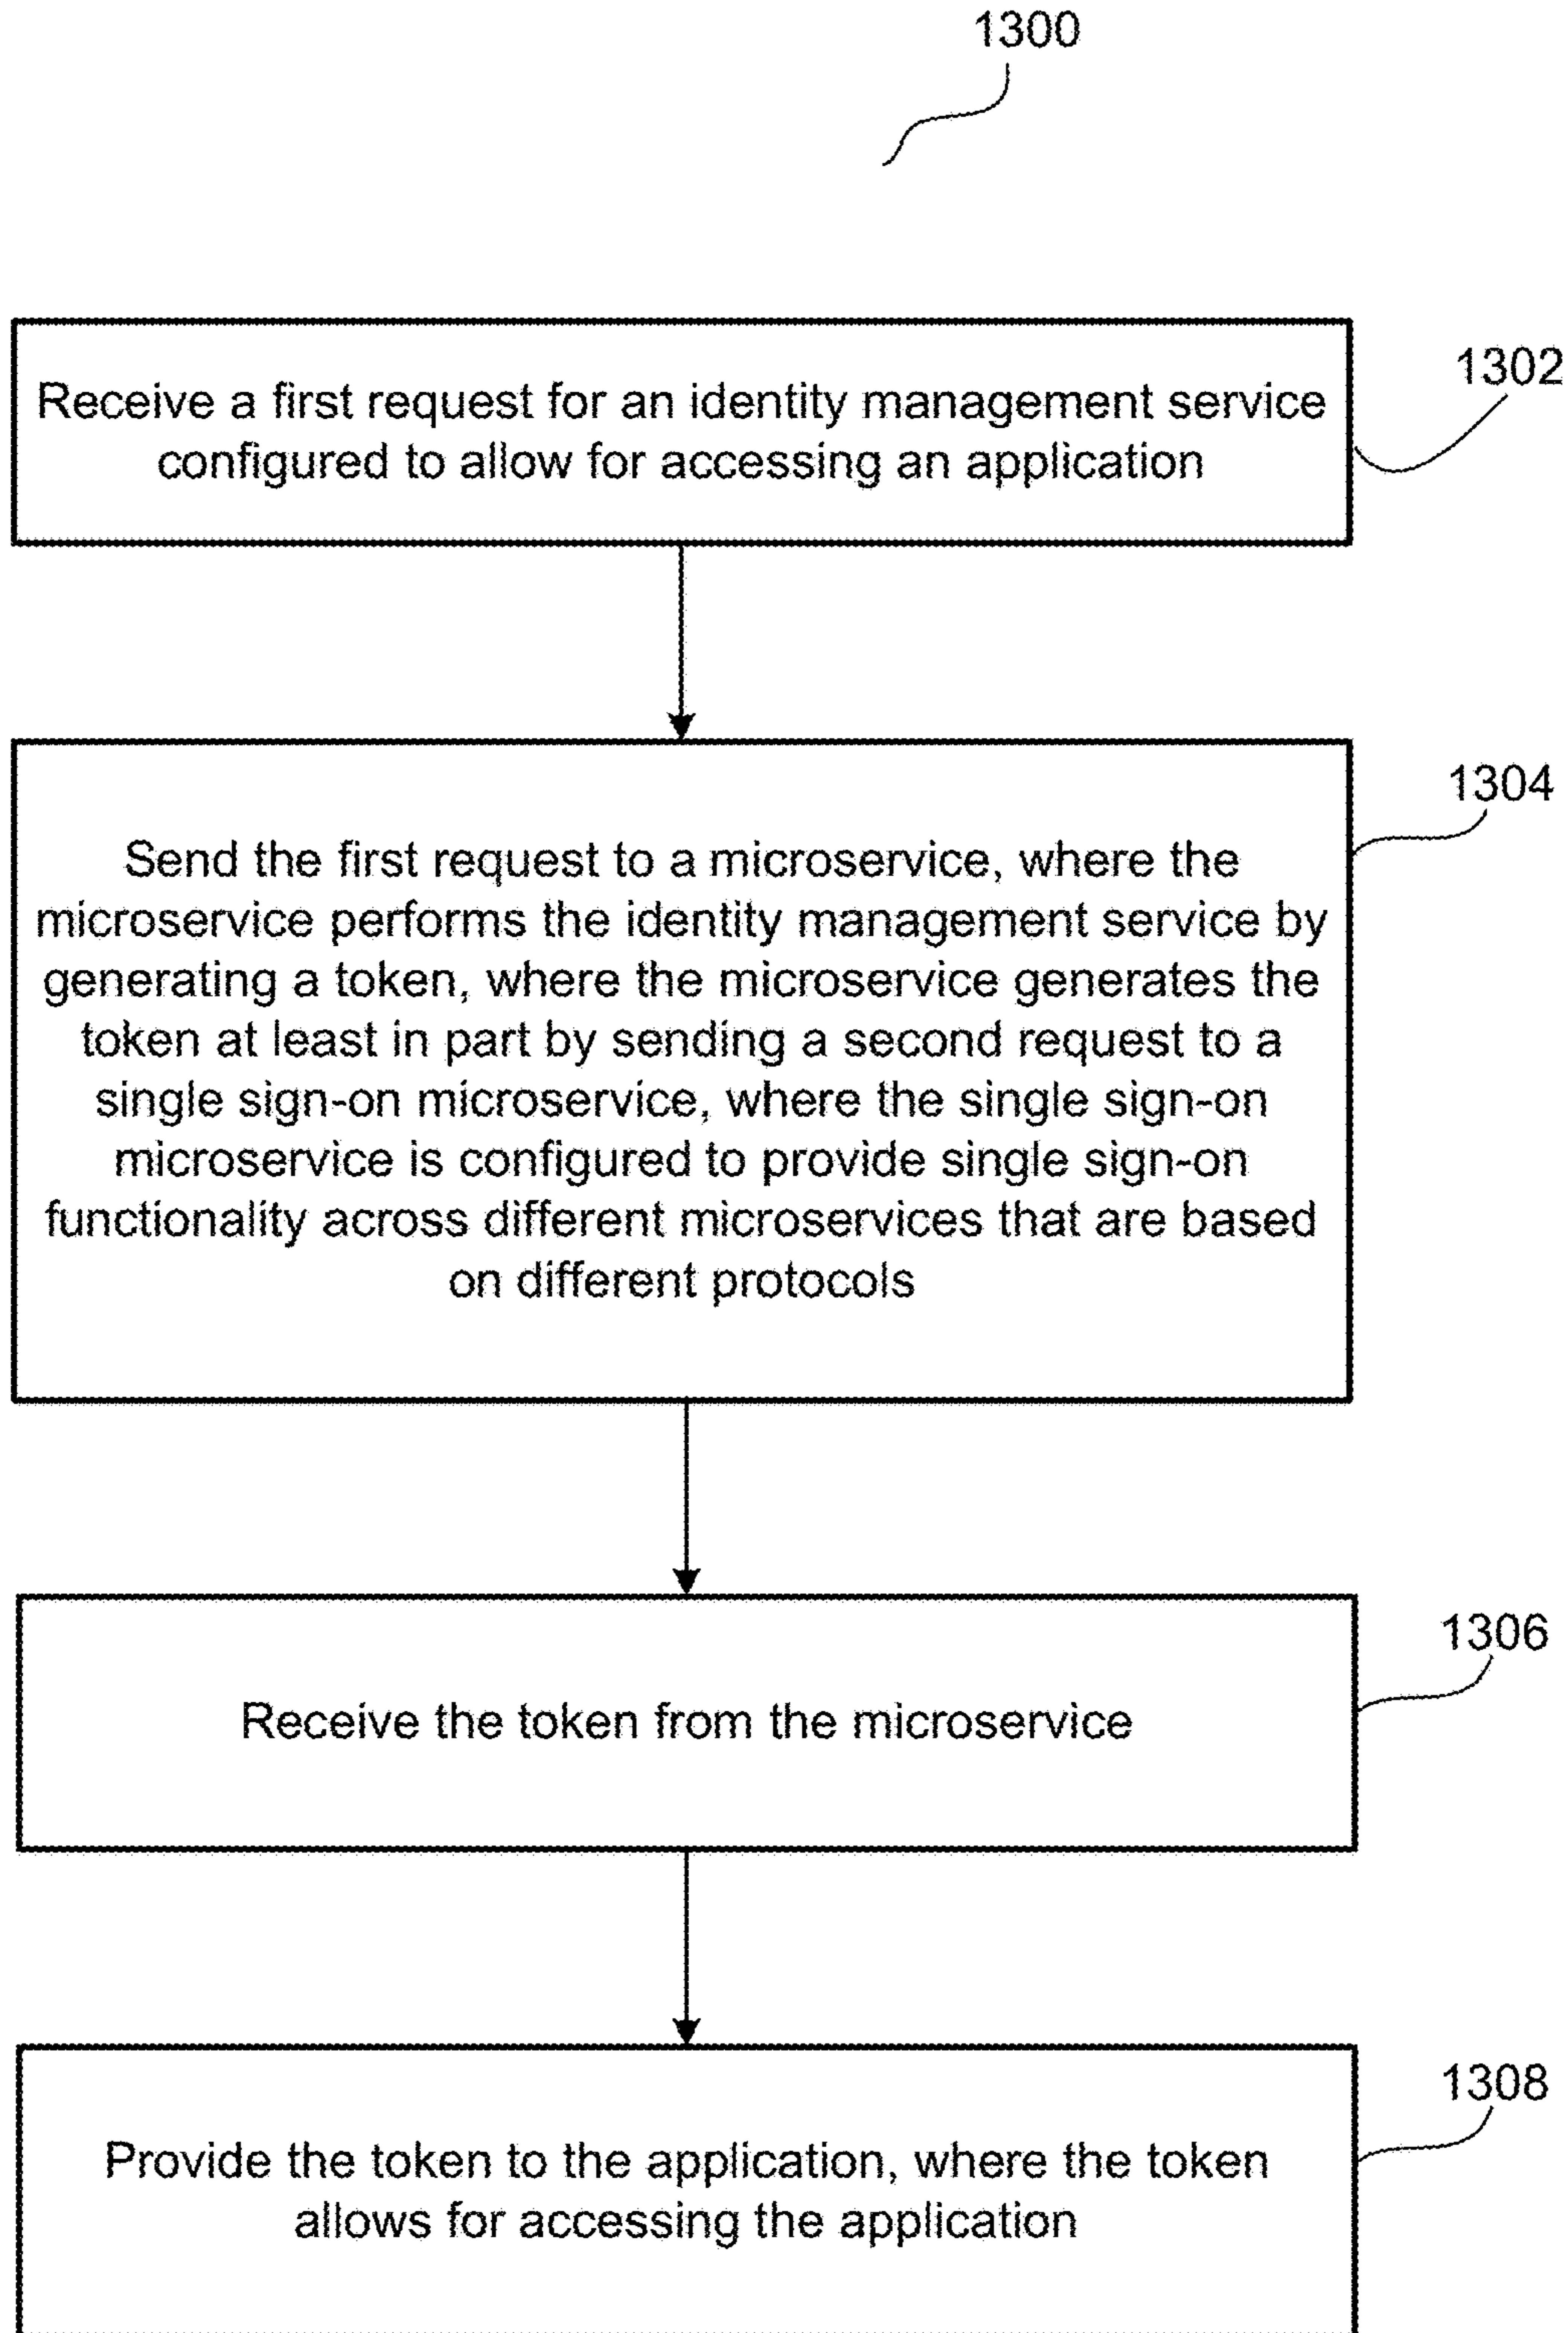 1300
Receive a first request for an identity management service
configured to allow for accessing an application
1302
Send the first request to a microservice, where the
microservice performs the identity management service by
generating a token, where the microservice generates the
token at least in part by sending a second request to a
single sign-on microservice, where the single sign-on
microservice is configured to provide single sign-on
functionality across different microservices that are based
on different protocols
1304
Receive the token from the microservice
1306
Provide the token to the application, where the token
allows for accessing the application
1308